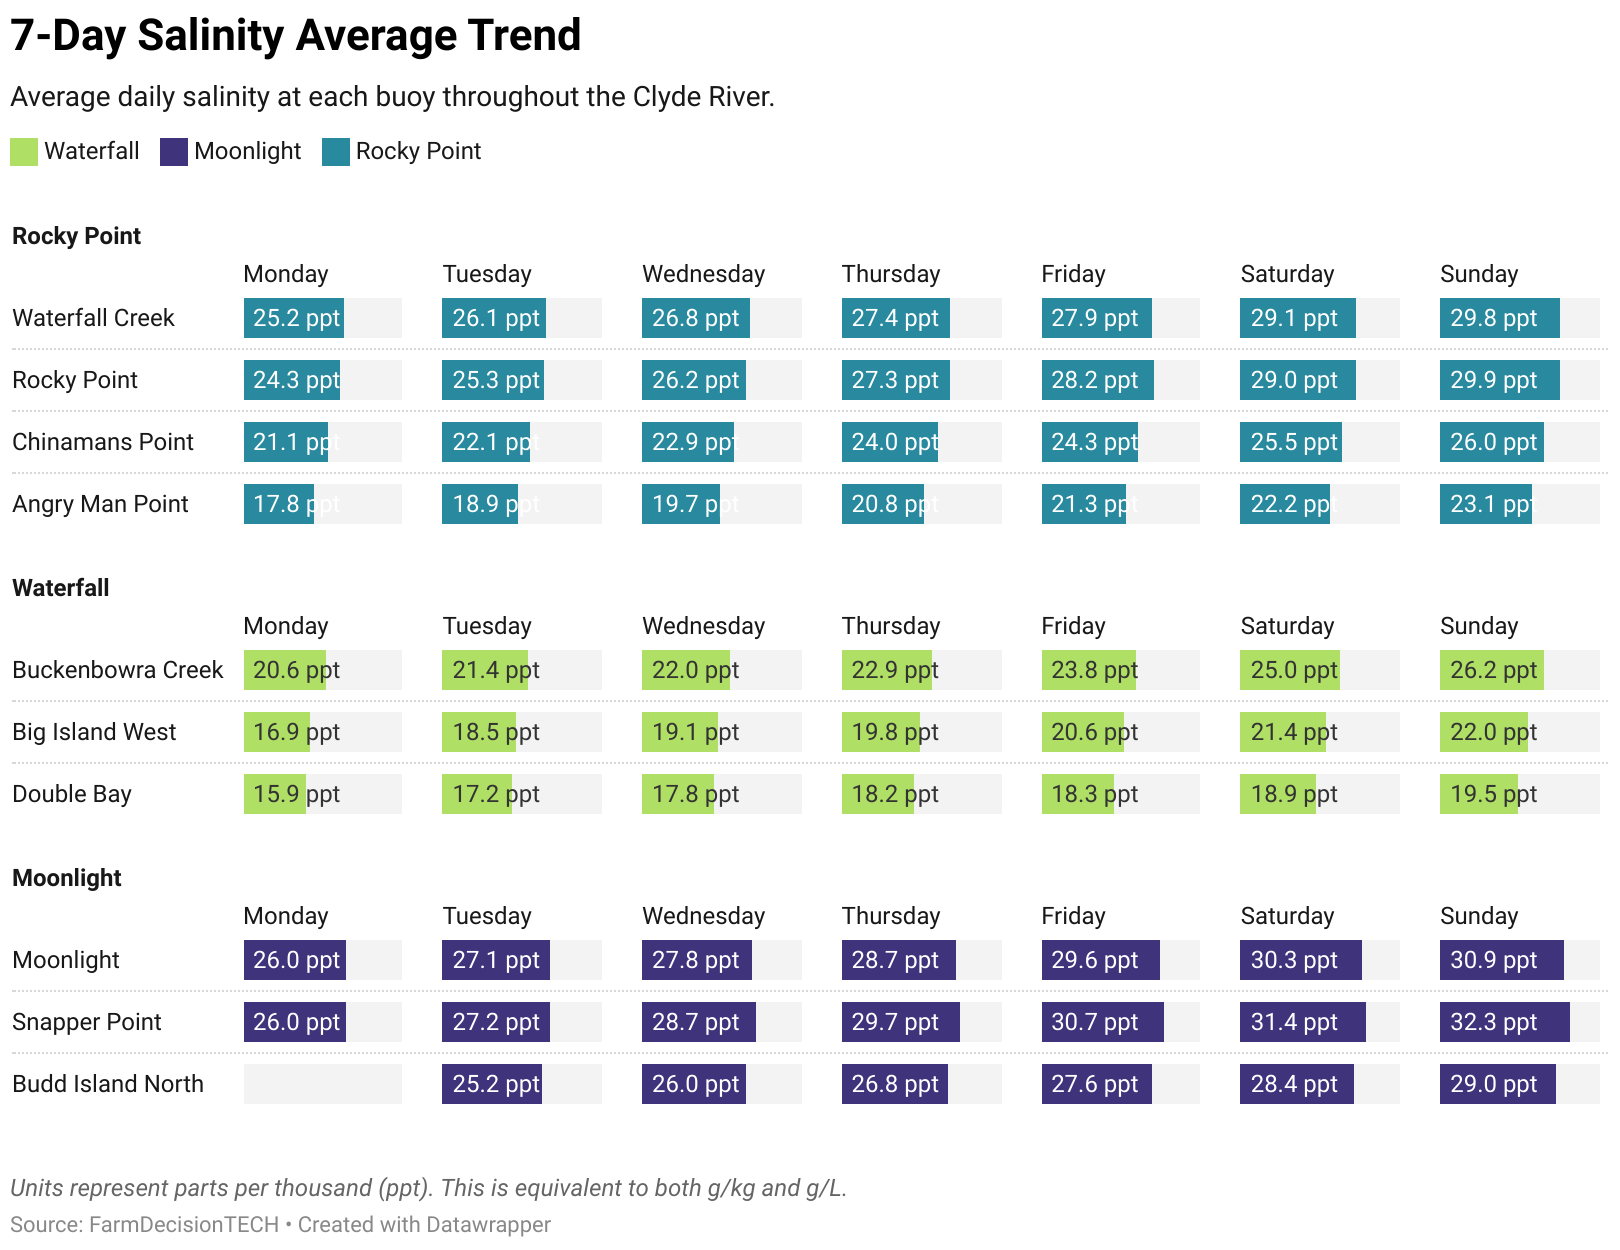 7-Day Salinity Average Trend
Average daily salinity at each buoy throughout the Clyde River.
Waterfall Moonlight Rocky Point
Rocky Point
Monday Tuesday Wednesday Thursday Friday Saturday Sunday
Waterfall Creek 25.2 ppt 26.1 ppt 26.8 ppt 27.4 ppt 27.9 ppt 29.1 ppt 29.8 ppt
Rocky Point 24.3 ppt 25.3 ppt 26.2 ppt 27.3 ppt 28.2 ppt 29.0 ppt 29.9 ppt
Chinamans Point 21.1 ppt 22.1 ppt 22.9 ppt 24.0 ppt 24.3 ppt 25.5 ppt 26.0 ppt
Angry Man Point 17.8 ppt 18.9 ppt 19.7 ppt 20.8 ppt 21.3 ppt 22.2 ppt 23.1 ppt
Waterfall
Monday Tuesday Wednesday Thursday Friday Saturday Sunday
Buckenbowra Creek 20.6 ppt 21.4 ppt 22.0 ppt 22.9 ppt 23.8 ppt 25.0 ppt 26.2 ppt
Big Island West 16.9 ppt 18.5 ppt 19.1 ppt 19.8 ppt 20.6 ppt 21.4 ppt 22.0 ppt
Double Bay 15.9 ppt 17.2 ppt 17.8 ppt 18.2 ppt 18.3 ppt 18.9 ppt 19.5 ppt
Moonlight
Monday Tuesday Wednesday Thursday Friday Saturday Sunday
Moonlight 26.0 ppt 27.1 ppt 27.8 ppt 28.7 ppt 29.6 ppt 30.3 ppt 30.9 ppt
Snapper Point 26.0 ppt 27.2 ppt 28.7 ppt 29.7 ppt 30.7 ppt 31.4 ppt 32.3 ppt
Budd Island North 25.2 ppt 26.0 ppt 26.8 ppt 27.6 ppt 28.4 ppt 29.0 ppt
Units represent parts per thousand (ppt). This is equivalent to both g/kg and g/L.
Source: FarmDecisionTECH • Created with Datawrapper